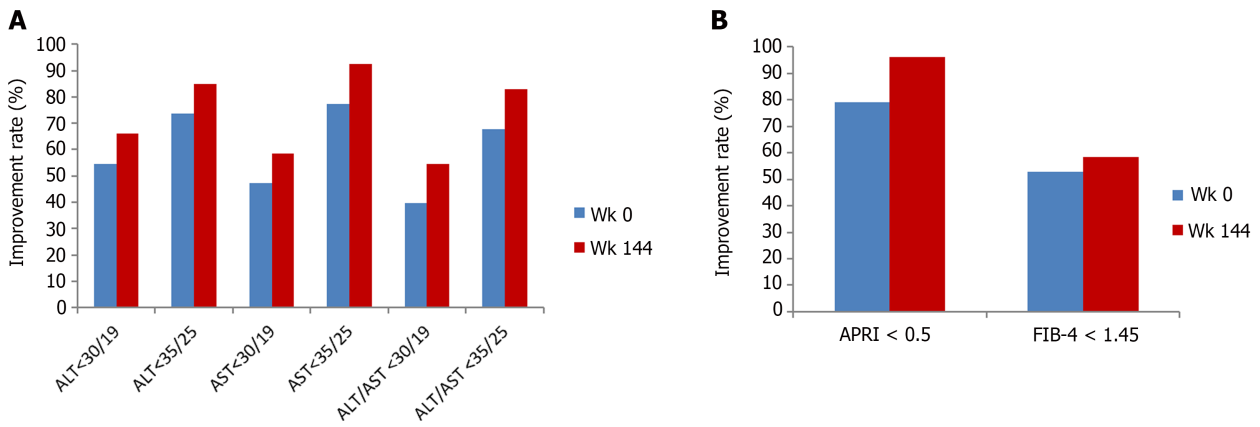 A
Improvement rate (%)
100
90
80
70
60
50
40
30
20
10
0
ALT<30/19
ALT<35/25
AST<30/19
AST<35/25
ALT/AST <30/19
ALT/AST <35/25
Wk 0
Wk 144
B
Improvement rate (%)
100
90
80
70
60
50
40
30
20
10
0
APRI < 0.5
FIB-4 < 1.45
Wk 0
Wk 144